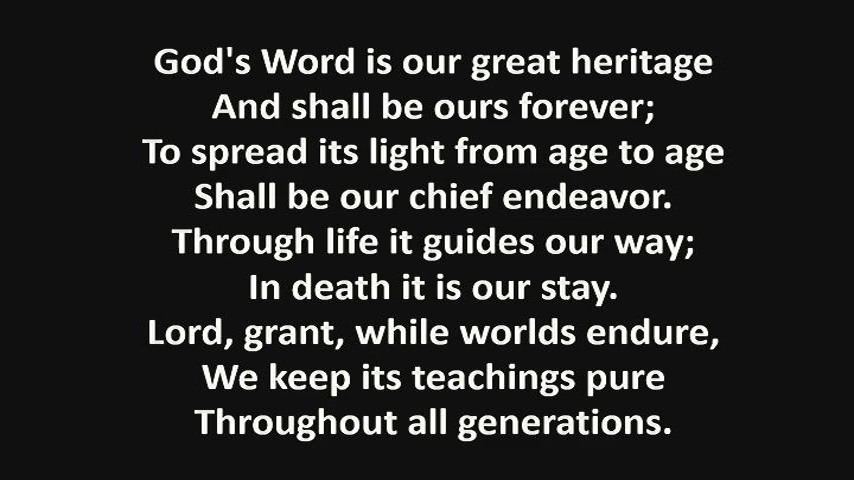 God's Word is our great heritage
And shall be ours forever;
To spread its light from age to age
Shall be our chief endeavor.
Through life it guides our way;
In death it is our stay.
Lord, grant, while worlds endure,
We keep its teachings pure
Throughout all generations.